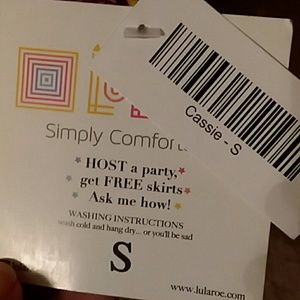 Simply Comfor
Cassie - S
HOST a party,
get FREE skirts
Ask me how!
WASHING INSTRUCTIONS
wash cold and hang dry... or you'll be sad
S
www.lularoe.com